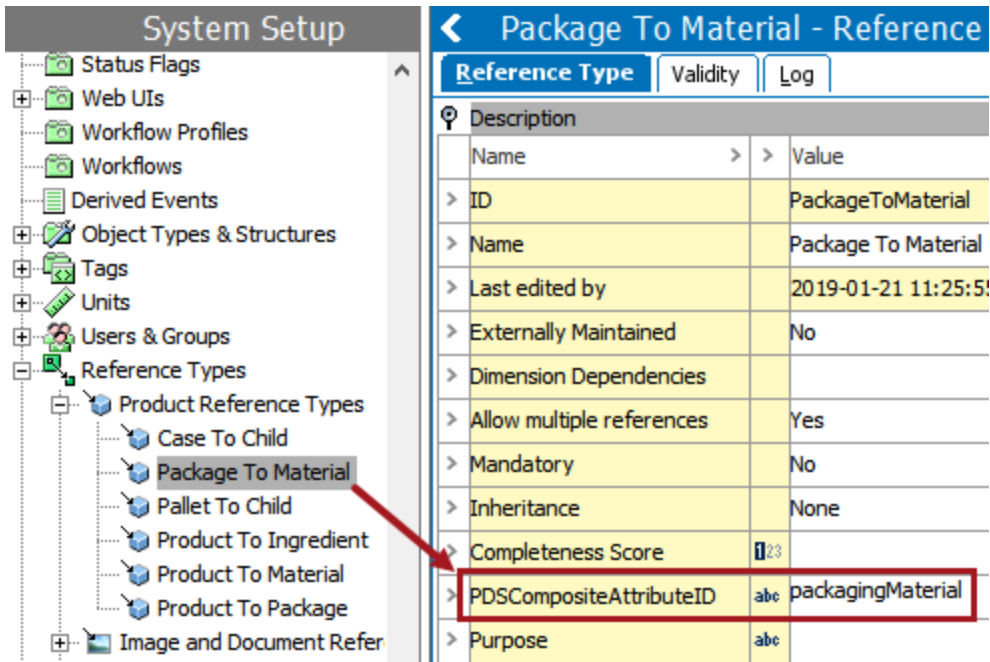 System Setup
Status Flags
Web UIs
Workflow Profiles
Workflows
Derived Events
Object Types & Structures
Tags
Units
Users & Groups
Reference Types
Product Reference Types
Case To Child
Package To Material
Pallet To Child
Product To Ingredient
Product To Material
Product To Package
Image and Document Refer
Package To Material - Reference
Reference Type Validity Log
Description
Name > > Value
> ID PackageToMaterial
> Name Package To Material
> Last edited by 2019-01-21 11:25:55
> Externally Maintained No
> Dimension Dependencies
> Allow multiple references Yes
> Mandatory No
> Inheritance None
> Completeness Score 123
> PDSCompositeAttributeID abc packagingMaterial
> Purpose abc